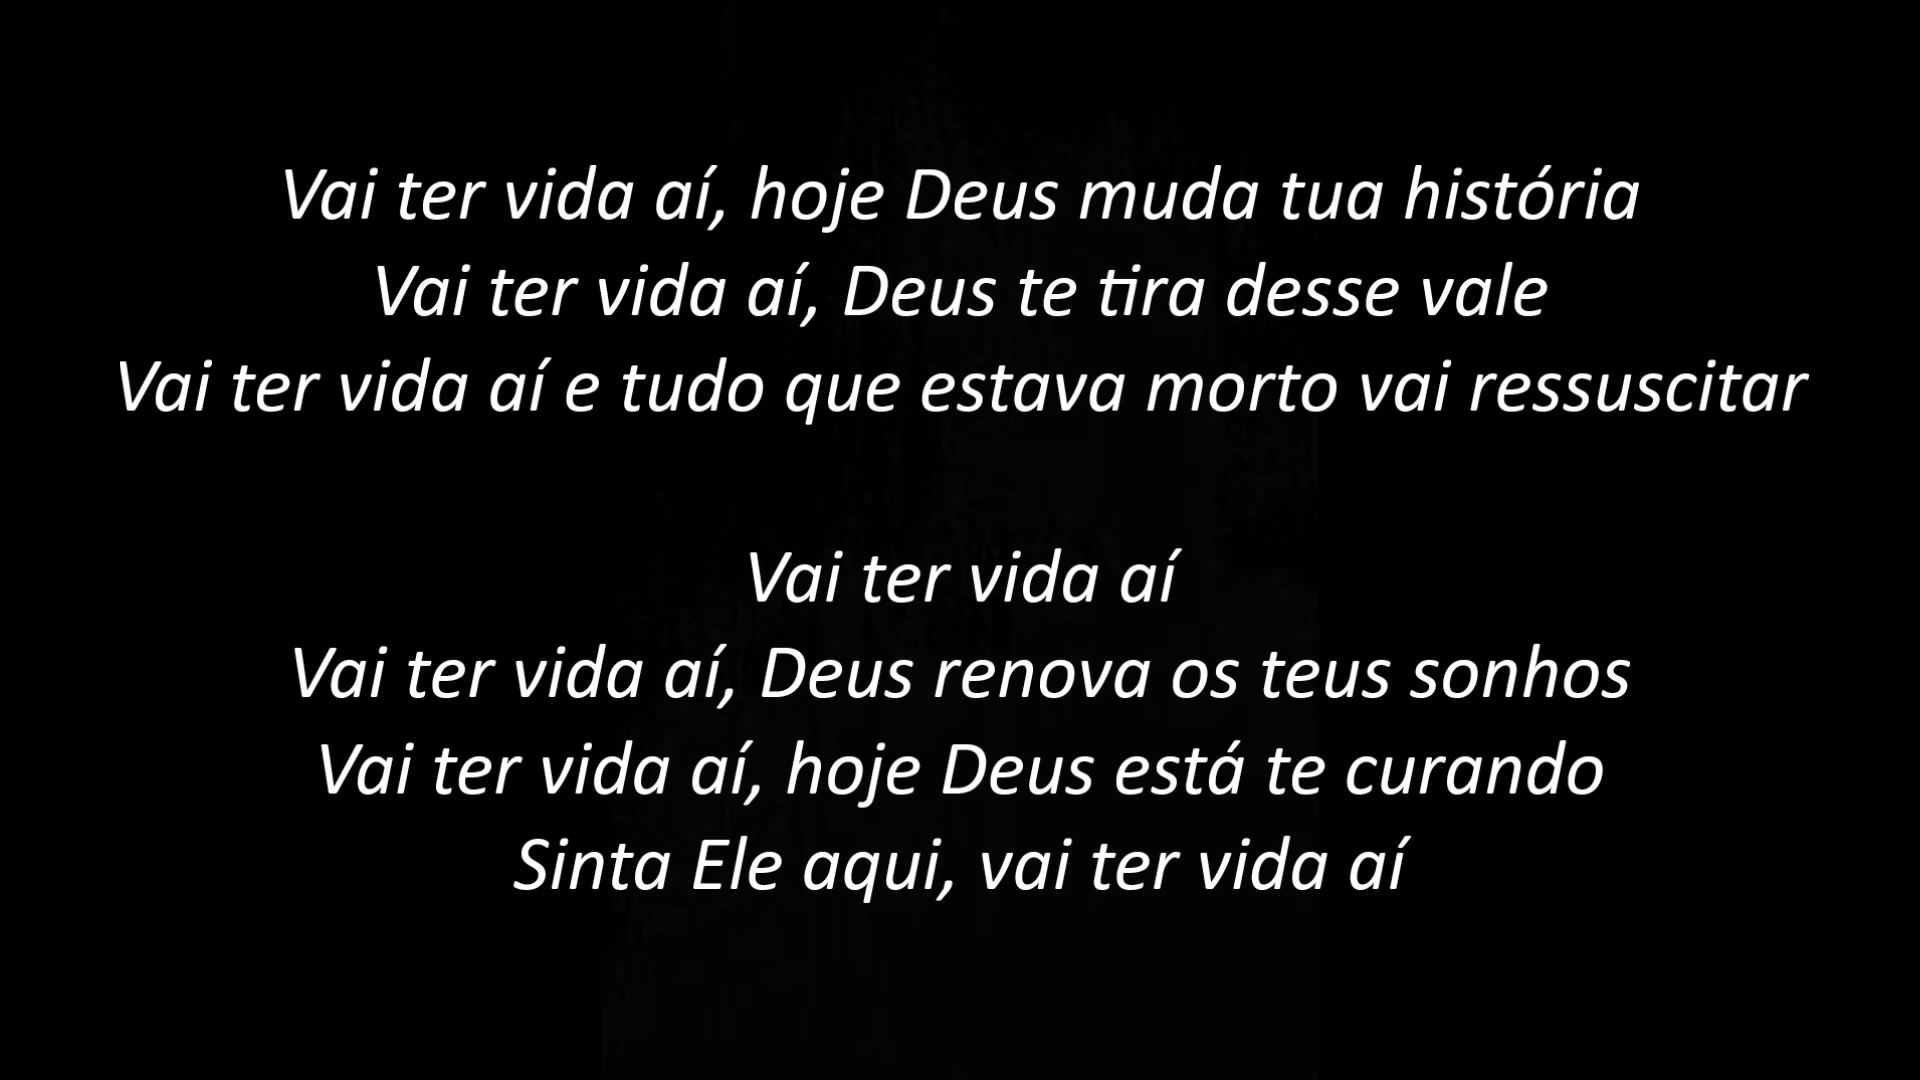 Vai ter vida aí, hoje Deus muda tua história
Vai ter vida aí, Deus te tira desse vale
Vai ter vida aí e tudo que estava morto vai ressuscitar
Vai ter vida aí
Vai ter vida aí, Deus renova os teus sonhos
Vai ter vida aí, hoje Deus está te curando
Sinta Ele aqui, vai ter vida aí